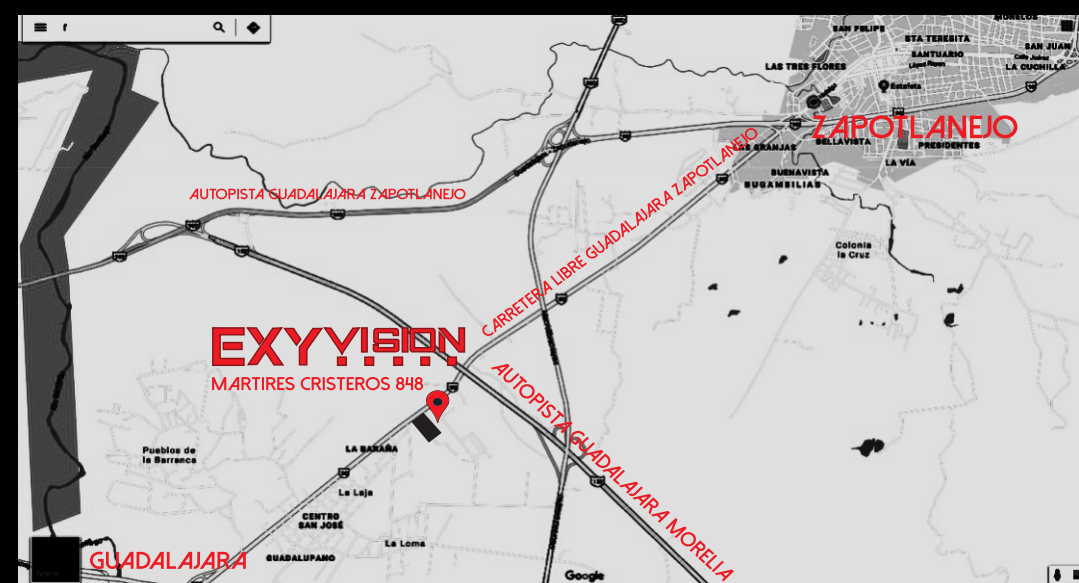 SAN FELIPE
MORELOS
STA TERESITA
SANTUARIO
SAN JUAN
LAS TRES FLORES
LA CUCHILLA
ZAPOTLANEJO
LAS GRANJAS
BELLAVISTA
PRESIDENTES
LA VÍA
BUENAVISTA
BUGAMBILIAS
AUTOPISTA GUADALAJARA ZAPOTLANEJO
CARRETERA LIBRE GUADALAJARA ZAPOTLANEJO
Colonia
la Cruz
EXYVISION
MARTIRES CRISTEROS 848
AUTOPISTA GUADALAJARA MORELIA
Pueblos de
la Barranca
LA BARAÑA
La Laja
CENTRO
SAN JOSÉ
La Loma
GUADALUPANO
GUADALAJARA
Google